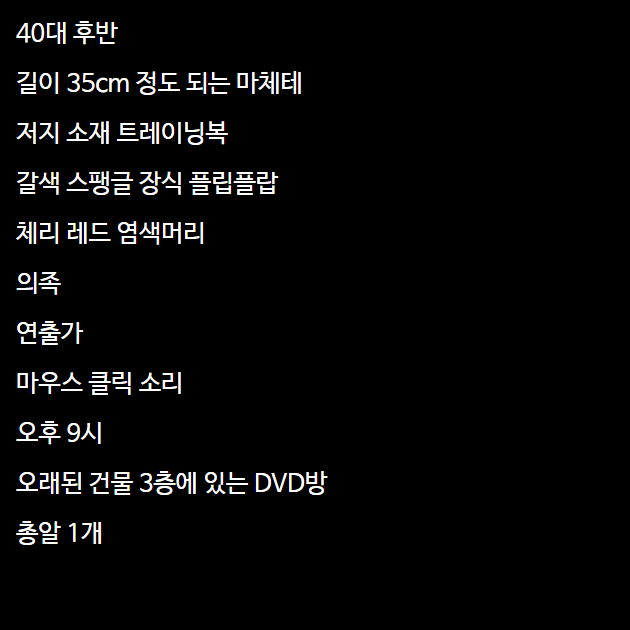 40대 후반
길이 35cm 정도 되는 마체테
저지 소재 트레이닝복
갈색 스팽글 장식 플립플랍
체리 레드 염색머리
의족
연출가
마우스 클릭 소리
오후 9시
오래된 건물 3층에 있는 DVD방
총알 1개